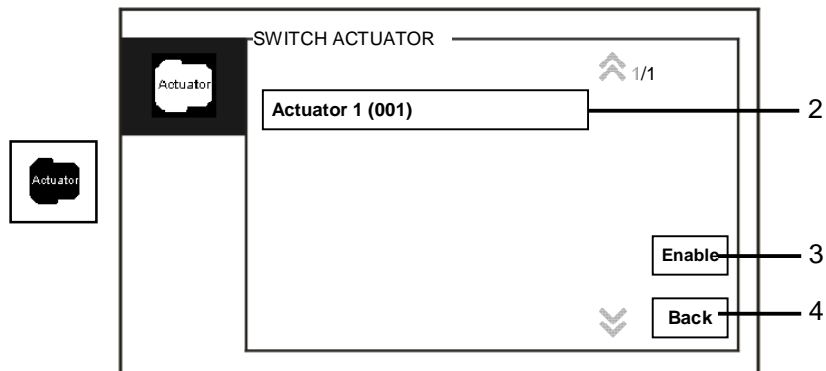 SWITCH ACTUATOR
1/1
Actuator
Actuator 1 (001)
2
Actuator
Enable
3
Back
4